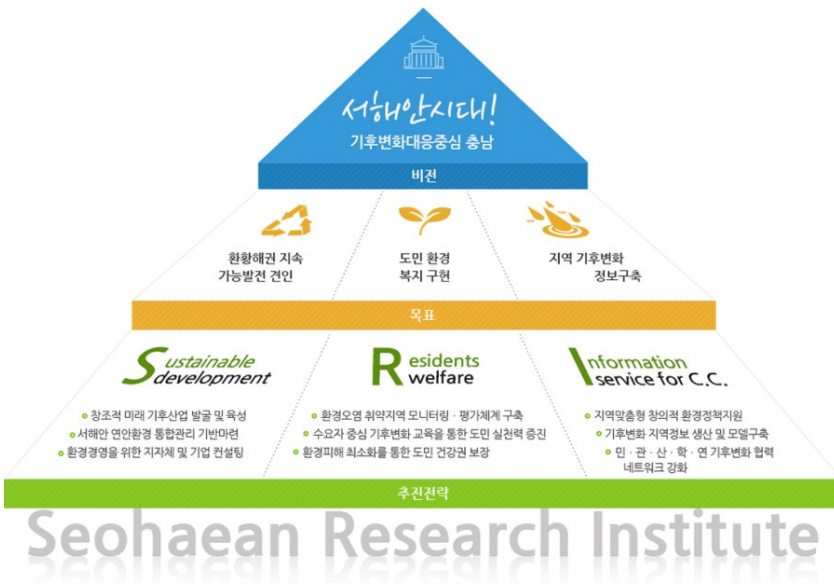 서해안시대!
기후변화대응중심 충남
비전
환황해권 지속
가능발전 견인
도민 환경
복지 구현
지역 기후변화
정보구축
목표
Sustainable
development
Residents
welfare
Information
service for C.C.
창조적 미래 기후산업 발굴 및 육성
서해안 연안환경 통합관리 기반마련
환경경영을 위한 지자체 및 기업 컨설팅
환경오염 취약지역 모니터링 · 평가체계 구축
수요자 중심 기후변화 교육을 통한 도민 실천력 증진
환경피해 최소화를 통한 도민 건강권 보장
지역맞춤형 창의적 환경정책지원
기후변화 지역정보 생산 및 모델구축
민 · 관 · 산 · 학 · 연 기후변화 협력
네트워크 강화
추진전략
Seohaean Research Institute